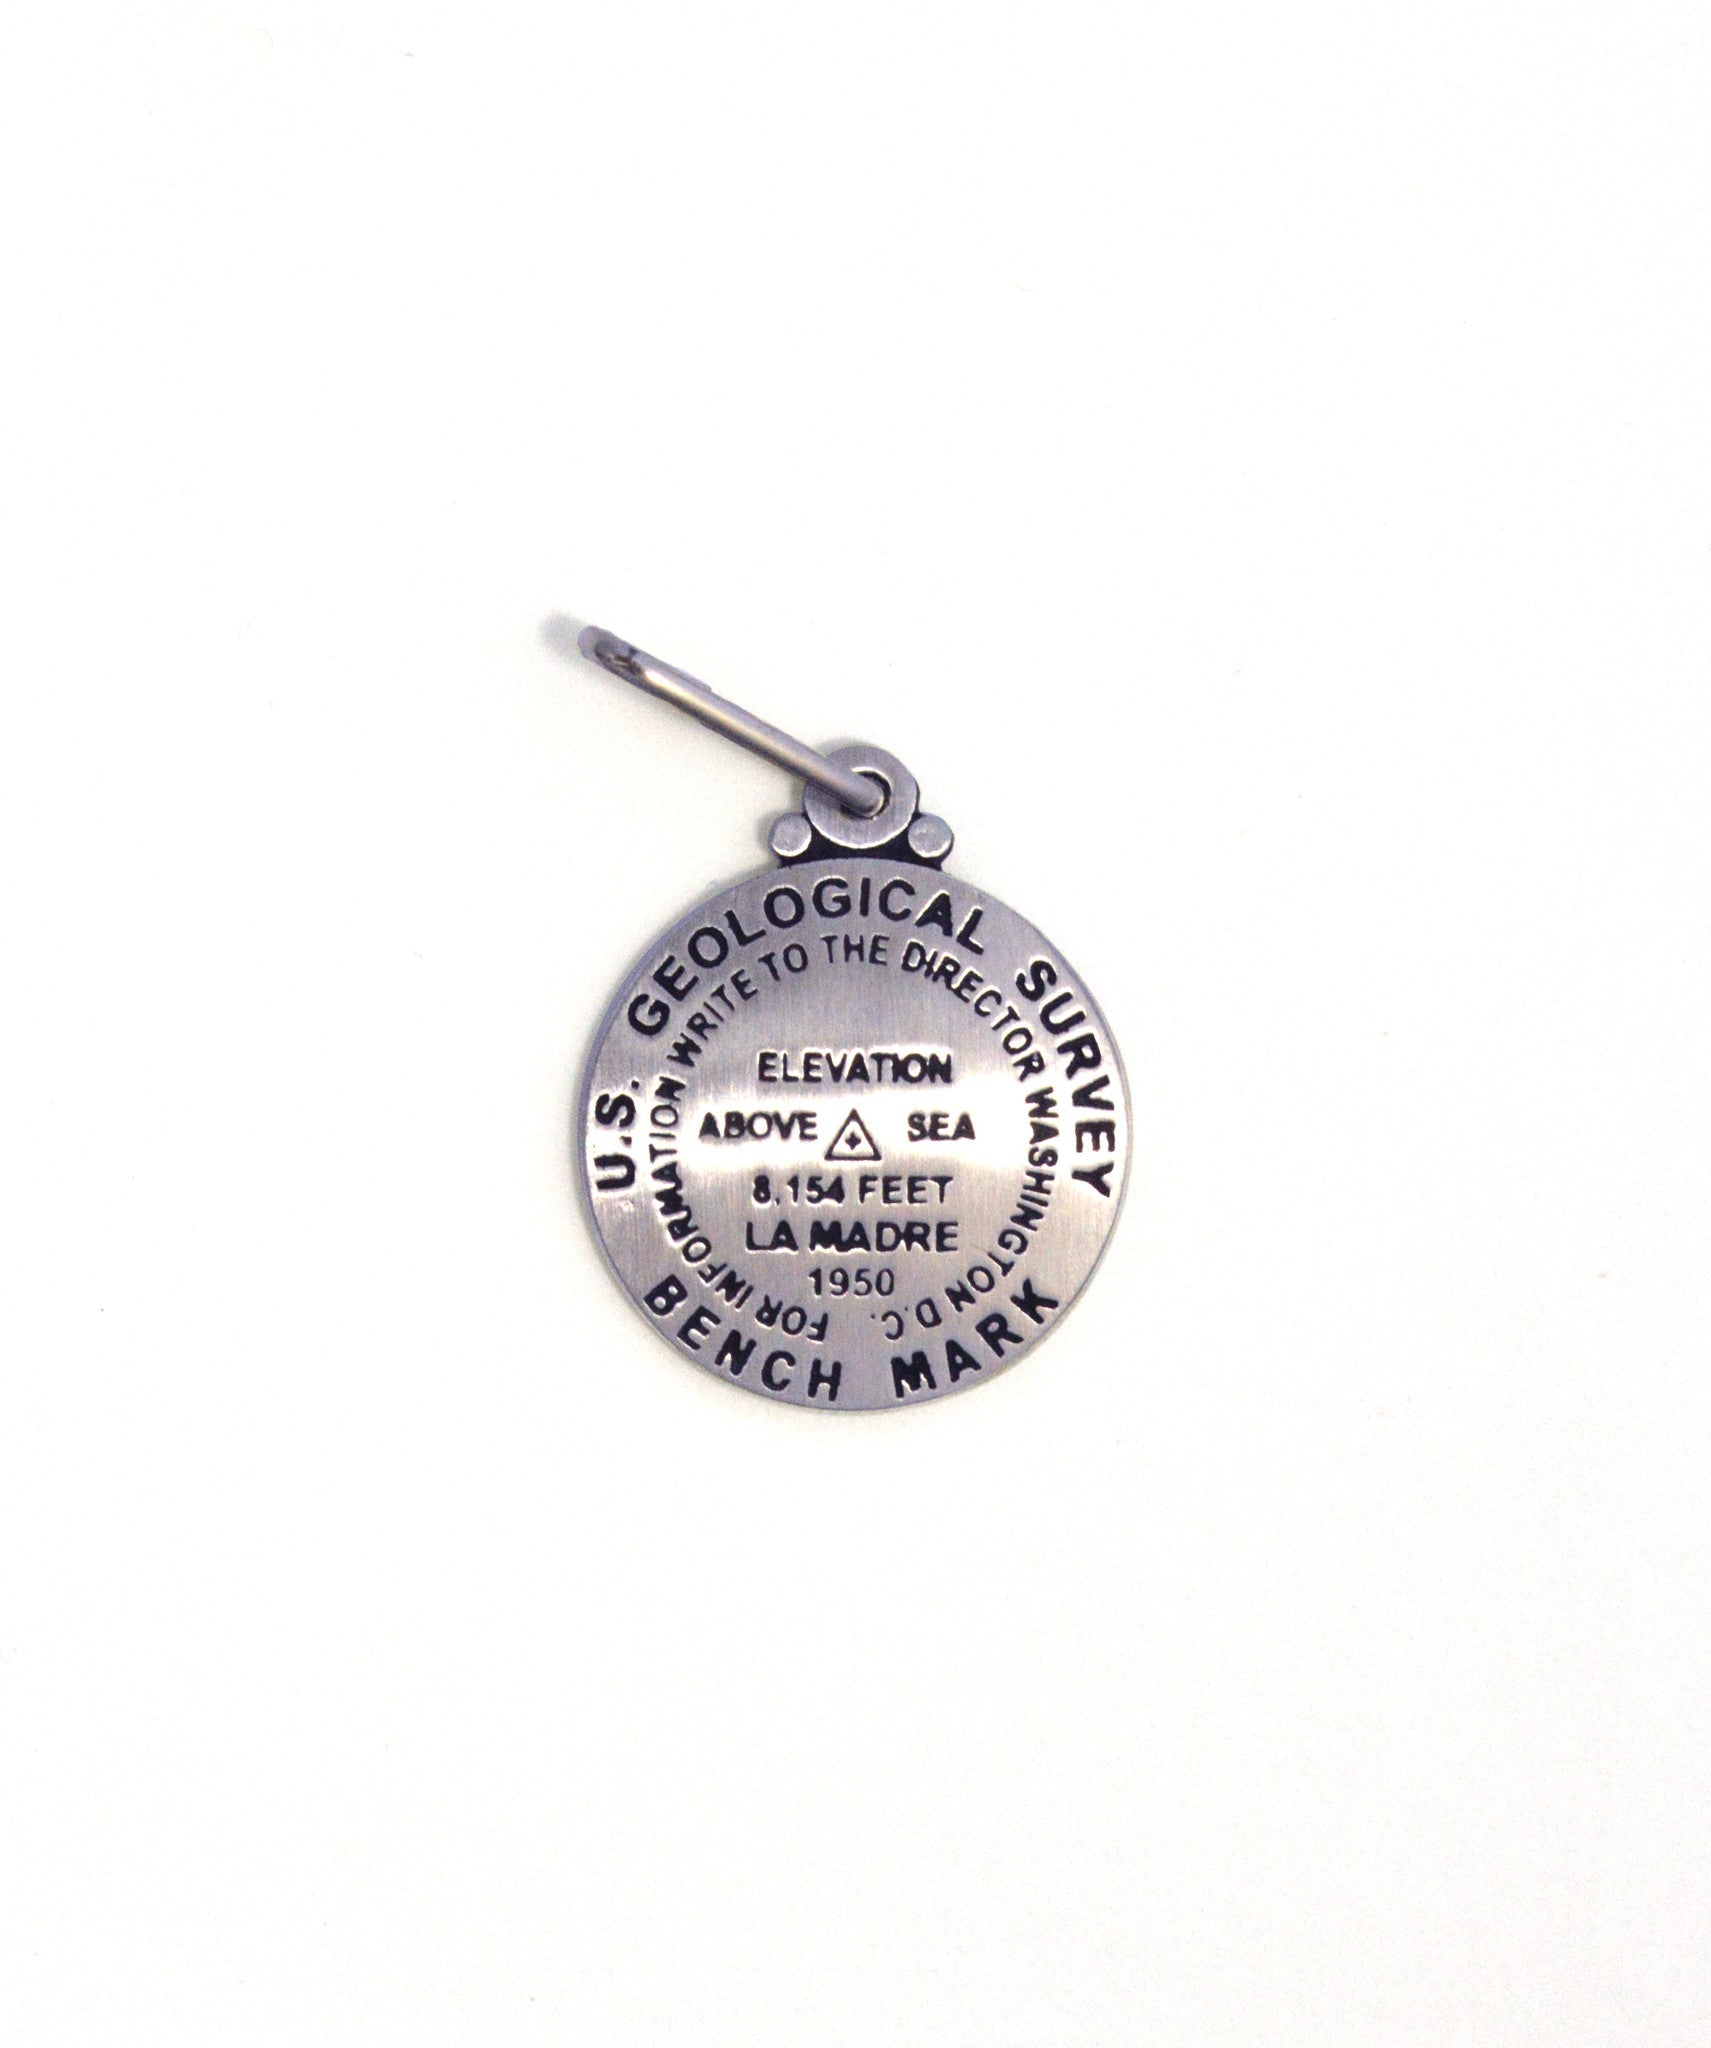 U.S. GEOLOGICAL SURVEY
FOR INFORMATION WRITE TO THE DIRECTOR WASHINGTON D.C.
ELEVATION
ABOVE SEA
8,154 FEET
LA MADRE
1950
BENCH MARK